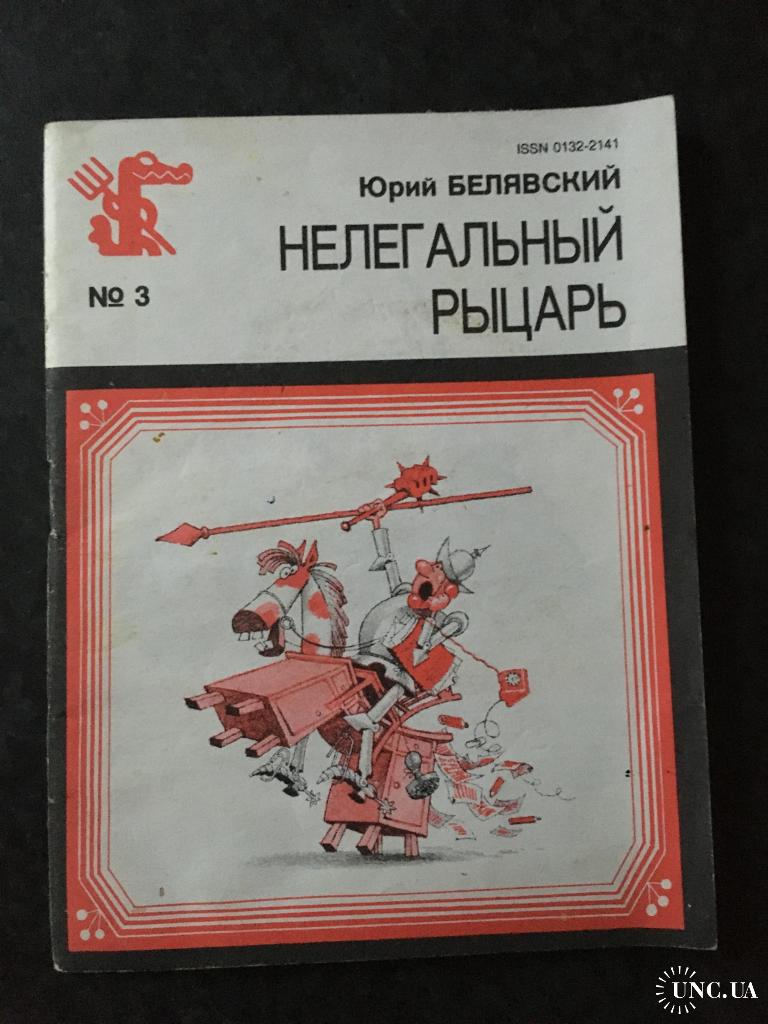 ISSN 0132-2141
Юрий БЕЛЯВСКИЙ
НЕЛЕГАЛЬНЫЙ
РЫЦАРЬ
№ 3
UNC.UA